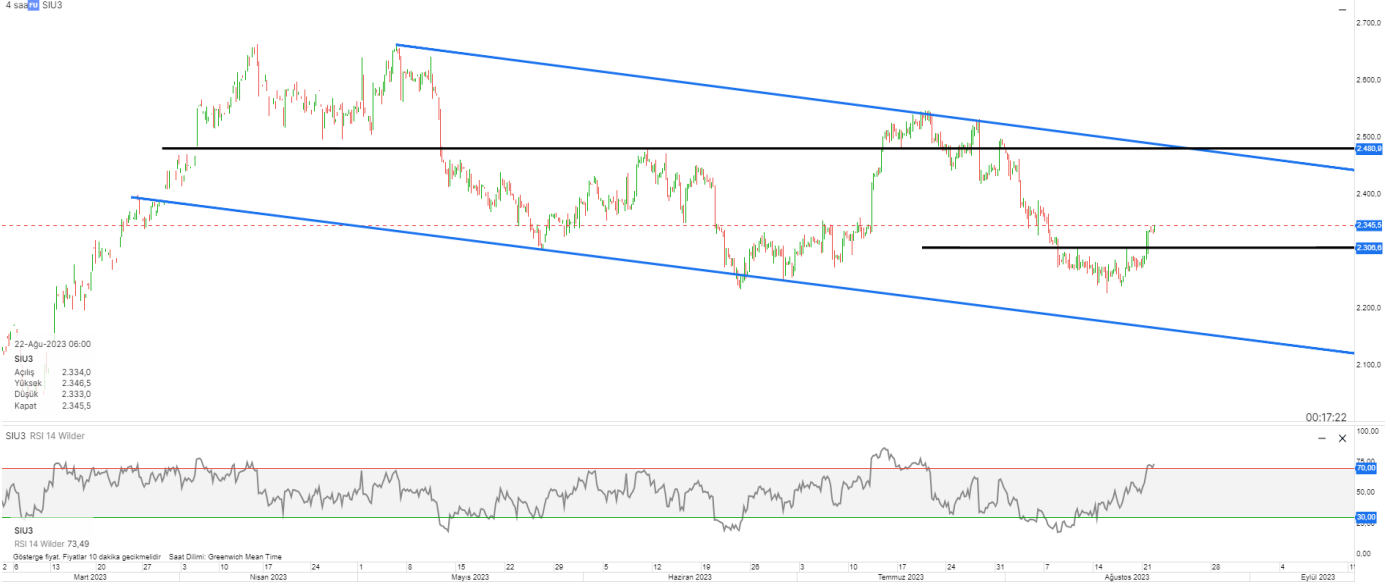 4 saa ru SIU3
2.700,0
2.600,0
2.500,0
2.480,9
2.400,0
2.345,5
2.306,6
2.200,0
2.100,0
22-Ağu-2023 06:00
SIU3
Açılış 2.334,0
Yüksek 2.346,5
Düşük 2.333,0
Kapat 2.345,5
00:17:22
SIU3 RSI 14 Wilder
100,00
70,00
50,00
30,00
0,00
SIU3
RSI 14 Wilder 73,49
Gösterge fiyat. Fiyatlar 10 dakika gecikmelidir Saat Dilimi: Greenwich Mean Time
2 6 13 20 27 3 10 17 24 1 8 15 22 29 5 12 19 26 3 10 17 24 31 7 14 21 28 4
Mart 2023 Nisan 2023 Mayıs 2023 Haziran 2023 Temmuz 2023 Ağustos 2023 Eylül 2023